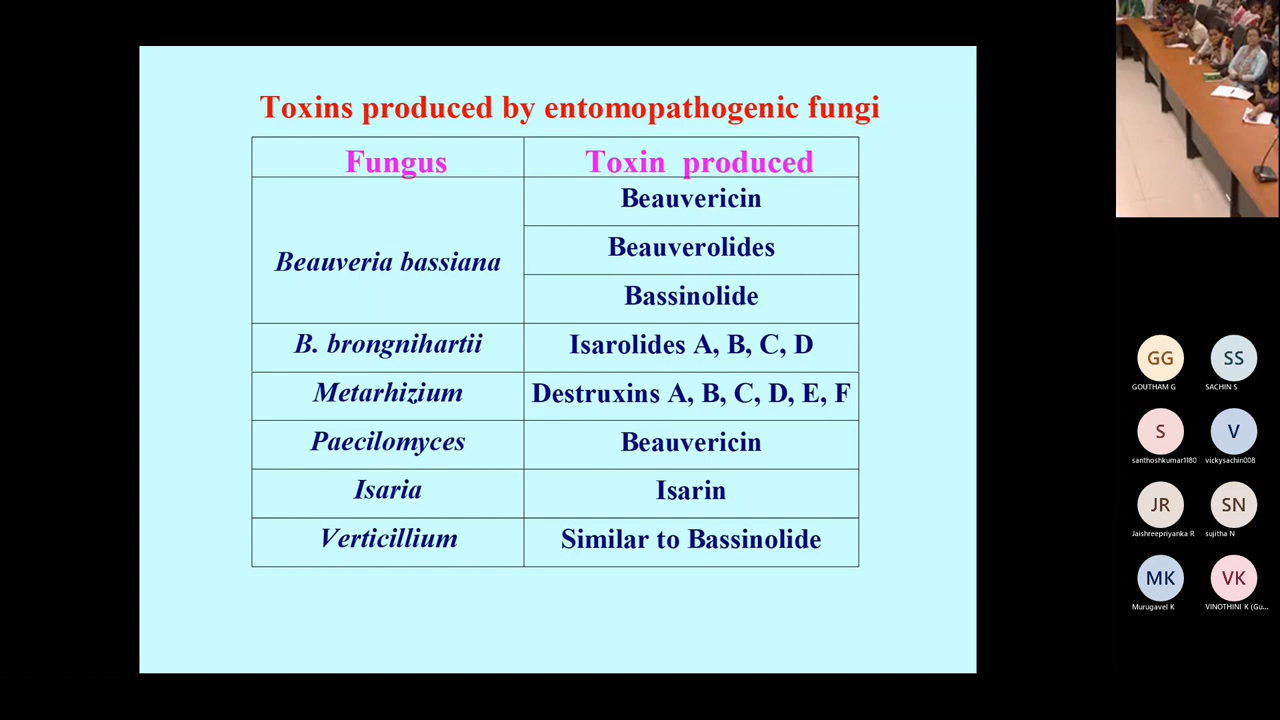 Toxins produced by entomopathogenic fungi
Fungus Toxin produced
Beauveria bassiana Beauvericin
Beauverolides
Bassinolide
B. brongnihartii Isarolides A, B, C, D
Metarhizium Destruxins A, B, C, D, E, F
Paecilomyces Beauvericin
Isaria Isarin
Verticillium Similar to Bassinolide
GG SS
GOUTHAM G SACHIN S
S V
santhoshkumar1180 vickysachin008
JR SN
Jaishreepriyanka R sujitha N
MK VK
Murugavel K VINOTHINI K (Gu...